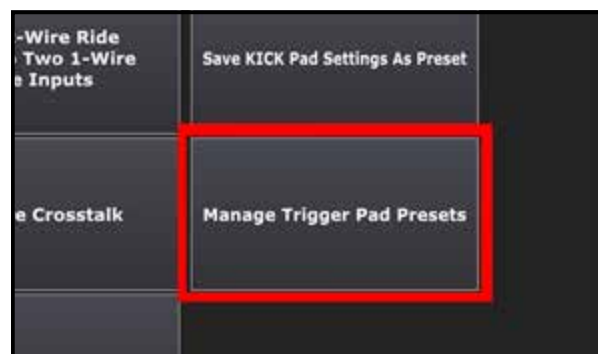 -Wire Ride
Two 1-Wire
e Inputs
Save KICK Pad Settings As Preset
e Crosstalk
Manage Trigger Pad Presets